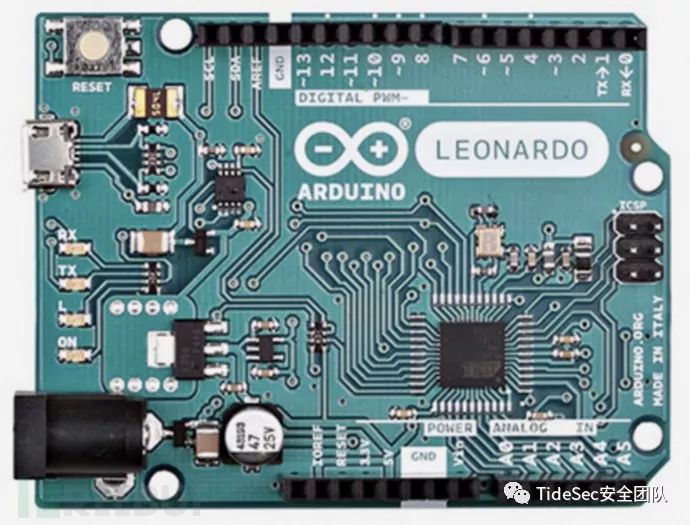 RESET
SCL
SDA
AREF
GND
~13
12
~11
~10
~9
8
7
~6
~5
4
~3
2
TX→1
RX←0
DIGITAL PWM~
ARDUINO
LEONARDO
ICSP
RX
TX
L
ON
47
25V
ARDUINO.ORG
MADE IN ITALY
POWER
ANALOG IN
IOREF
RESET
3.3V
5V
GND
Vin
A0
A1
A2
A3
A4
A5
TideSec安全团队